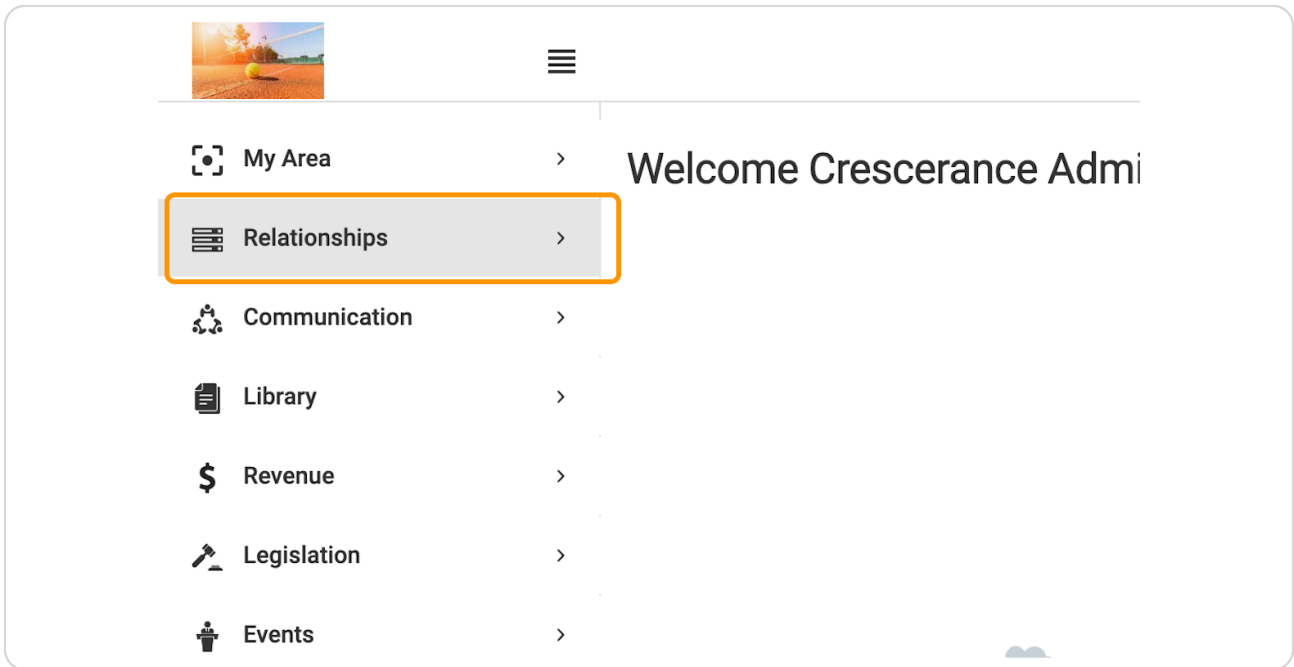 My Area
Welcome Crescerance Admi
Relationships
Communication
Library
Revenue
Legislation
Events